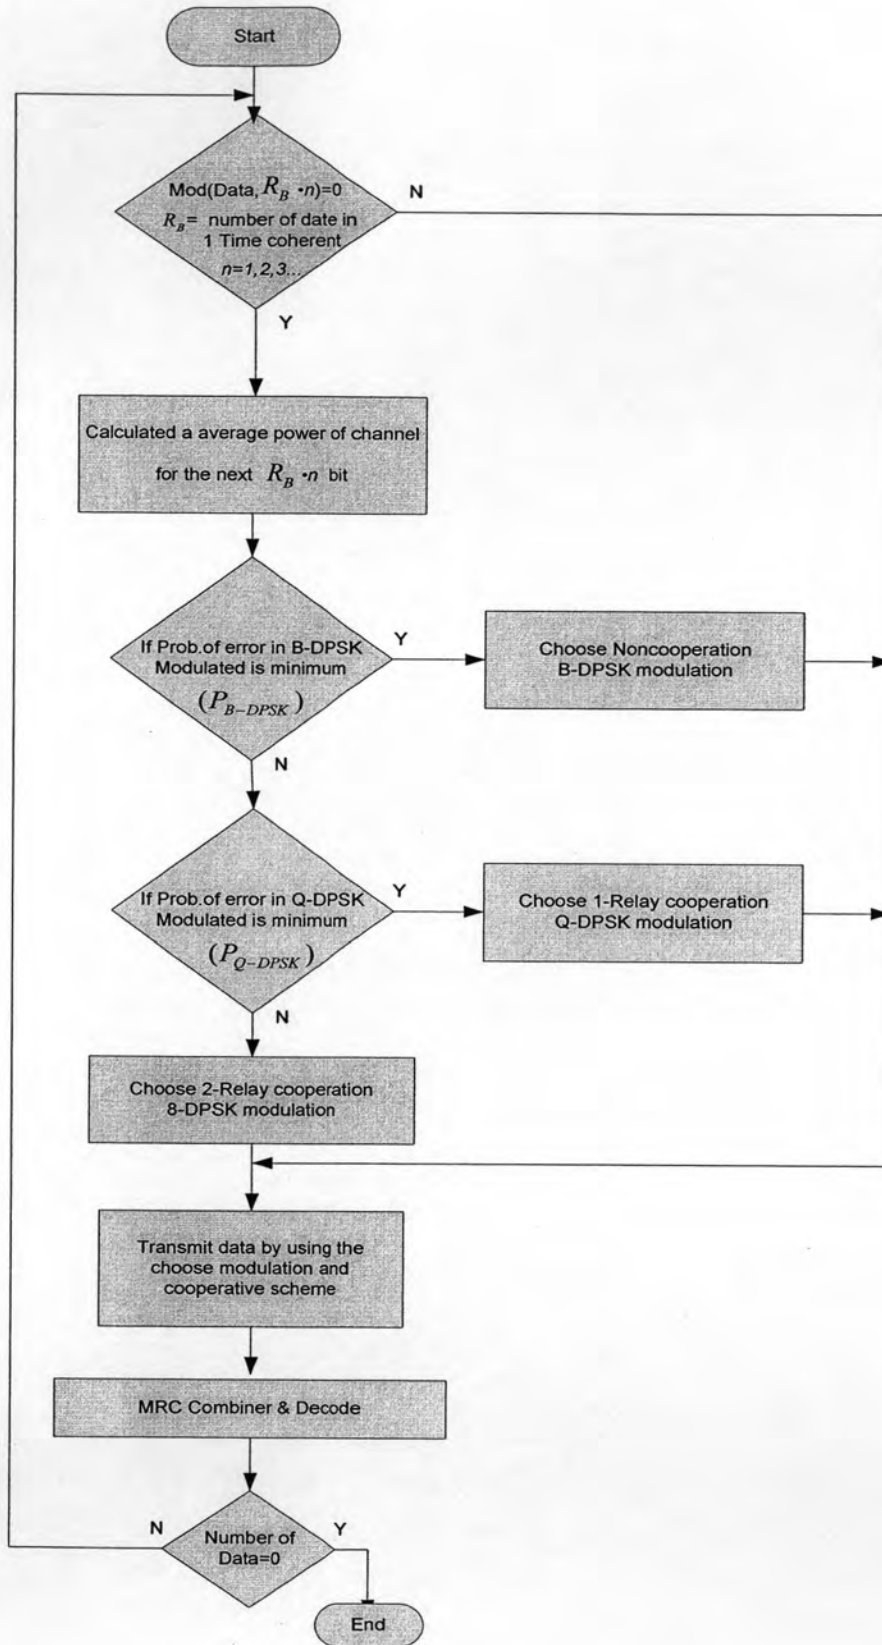 Start
Mod(Data, R_B •n)=0
R_B = number of date in
1 Time coherent
n=1,2,3...
N
Y
Calculated a average power of channel
for the next R_B •n bit
If Prob.of error in B-DPSK
Modulated is minimum
(P_B-DPSK)
Y
Choose Noncooperation
B-DPSK modulation
N
If Prob.of error in Q-DPSK
Modulated is minimum
(P_Q-DPSK)
Y
Choose 1-Relay cooperation
Q-DPSK modulation
N
Choose 2-Relay cooperation
8-DPSK modulation
Transmit data by using the
choose modulation and
cooperative scheme
MRC Combiner & Decode
N
Number of
Data=0
Y
End